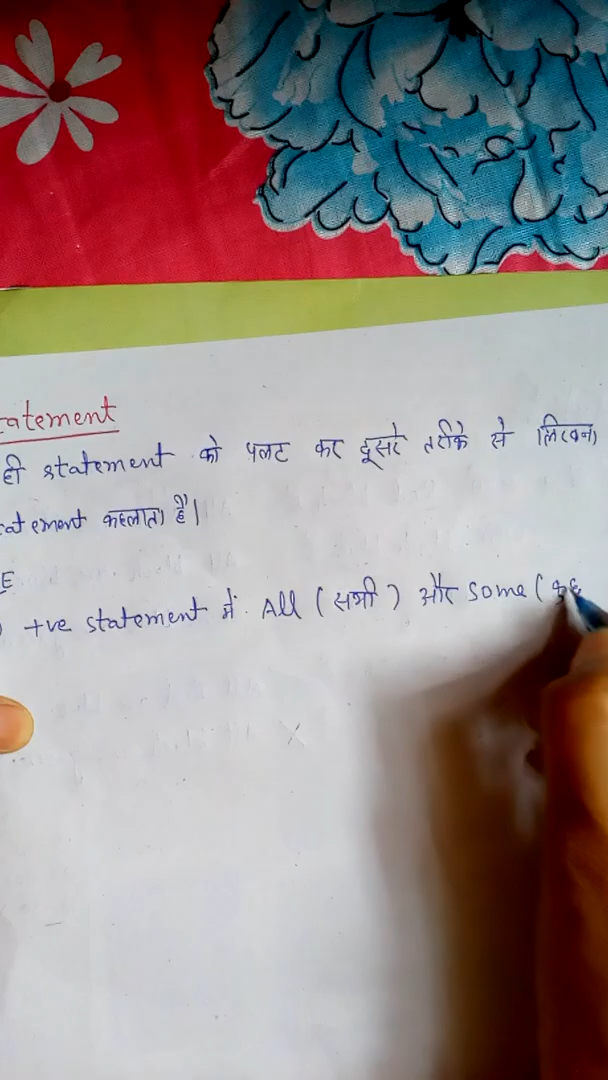 atement
ही statement को पलट कर दूसरे तरीके से लिखना
atement कहलाता है।
E
) +ve statement में All (सभी) और Some (कुछ